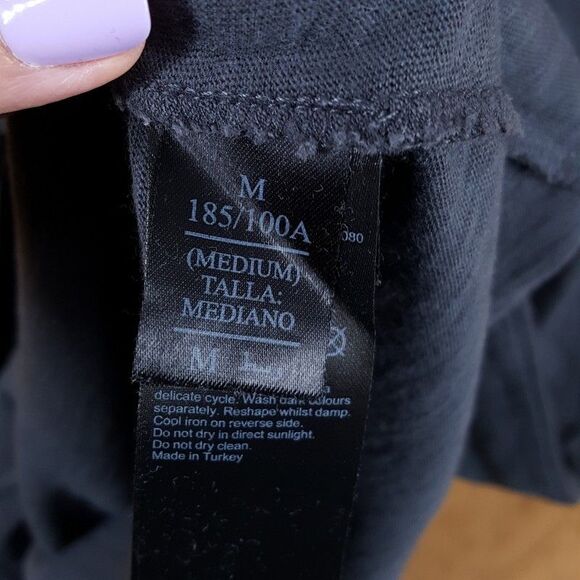 M
185/100A
(MEDIUM)
TALLA:
MEDIANO
M
080
delicate cycle. Wash dark colours
separately. Reshape whilst damp.
Cool iron on reverse side.
Do not dry in direct sunlight.
Do not dry clean.
Made in Turkey